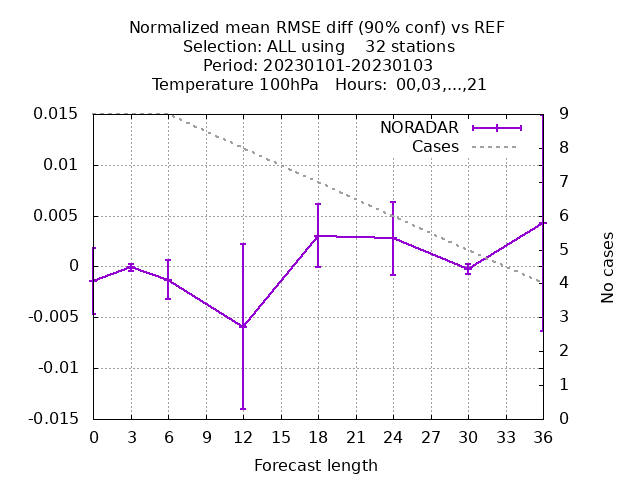 Normalized mean RMSE diff (90% conf) vs REF
Selection: ALL using    32 stations
Period: 20230101-20230103
Temperature 100hPa   Hours:  00,03,...,21
NORADAR
Cases
0.015
0.01
0.005
0
-0.005
-0.01
-0.015
9
8
7
6
5
4
3
2
1
0
No cases
0 3 6 9 12 15 18 21 24 27 30 33 36
Forecast length